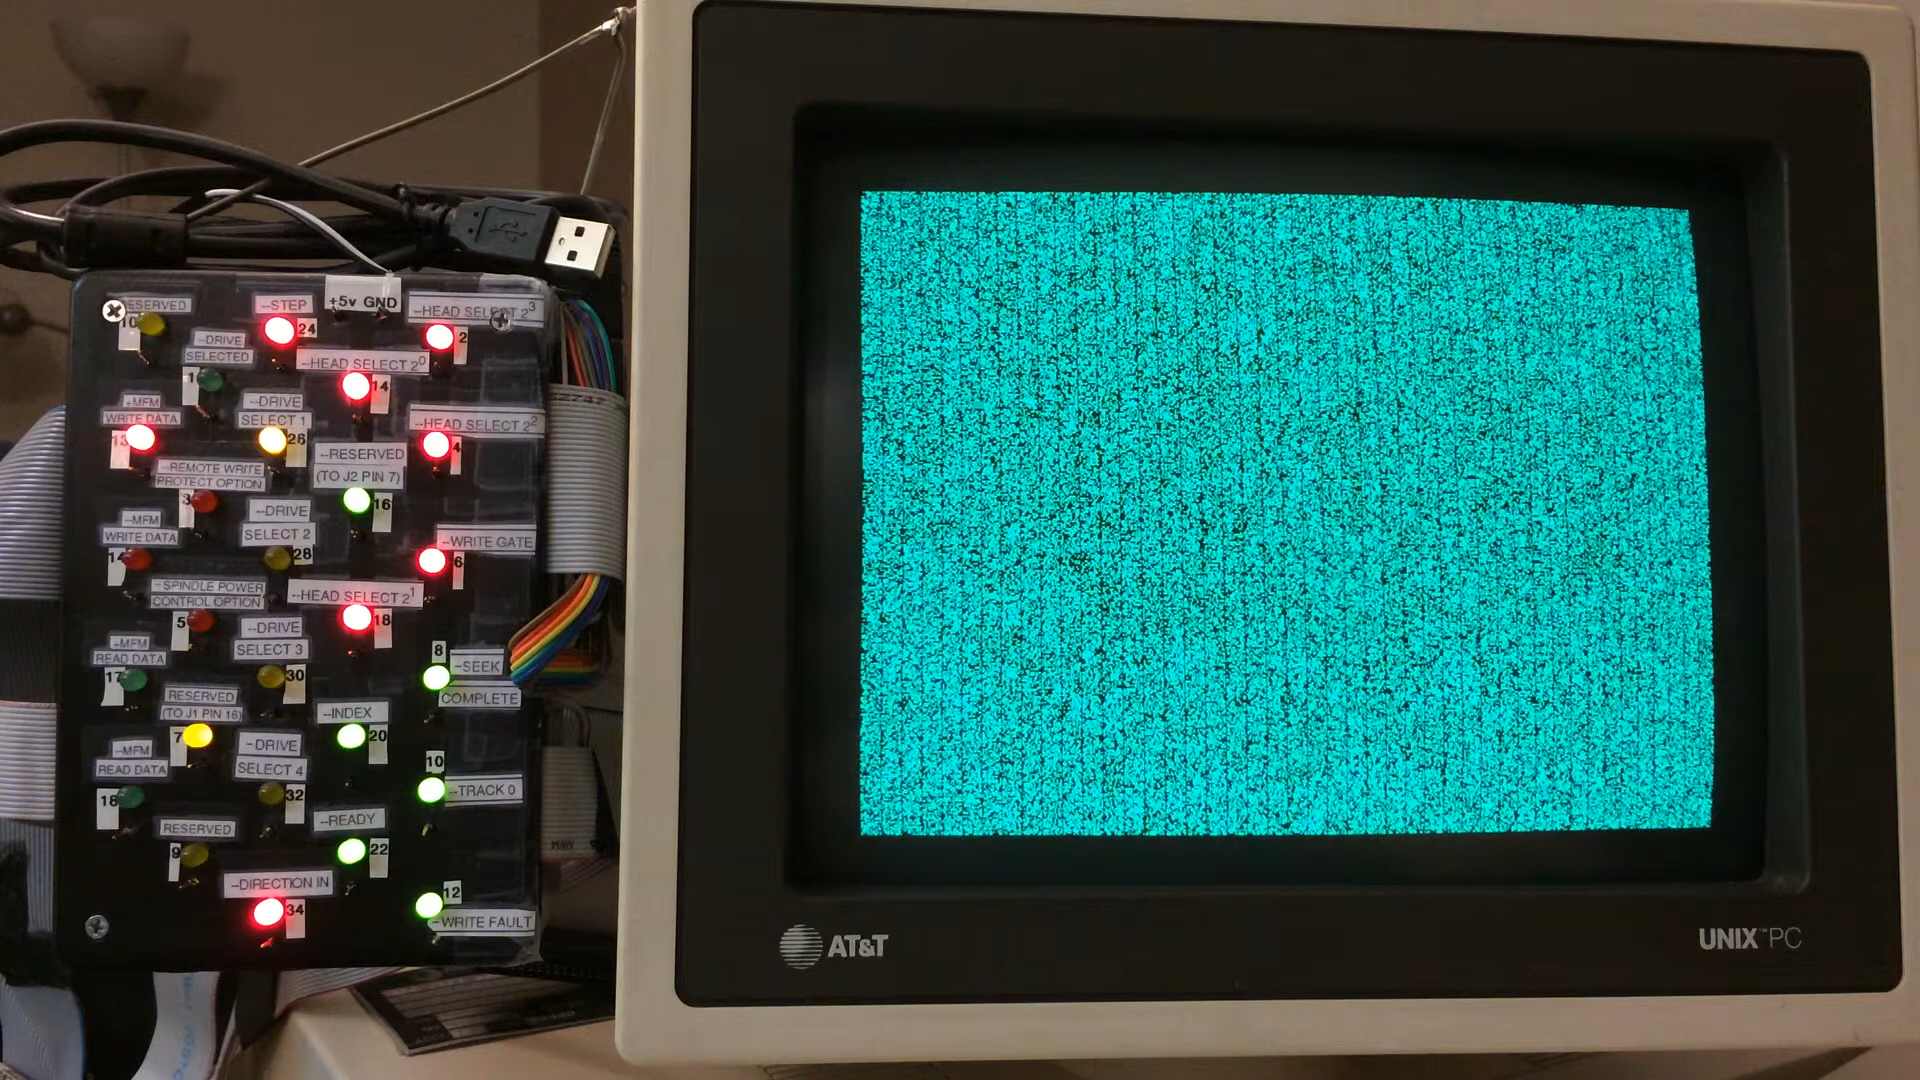 RESERVED
10
--STEP
24
+5v GND
--HEAD SELECT 2³
2
--DRIVE
SELECTED
1
--HEAD SELECT 2⁰
14
+MFM
WRITE DATA
13
--DRIVE
SELECT 1
26
--HEAD SELECT 2²
4
--RESERVED
(TO J2 PIN 7)
16
--REMOTE WRITE
PROTECT OPTION
3
--MFM
WRITE DATA
14
--DRIVE
SELECT 2
28
--WRITE GATE
6
--SPINDLE POWER
CONTROL OPTION
5
--HEAD SELECT 2¹
18
--DRIVE
SELECT 3
30
+MFM
READ DATA
17
8
--SEEK
COMPLETE
RESERVED
(TO J1 PIN 16)
7
--INDEX
20
--DRIVE
SELECT 4
32
--MFM
READ DATA
18
10
--TRACK 0
RESERVED
9
--READY
22
--DIRECTION IN
34
12
--WRITE FAULT
AT&T
UNIX™PC